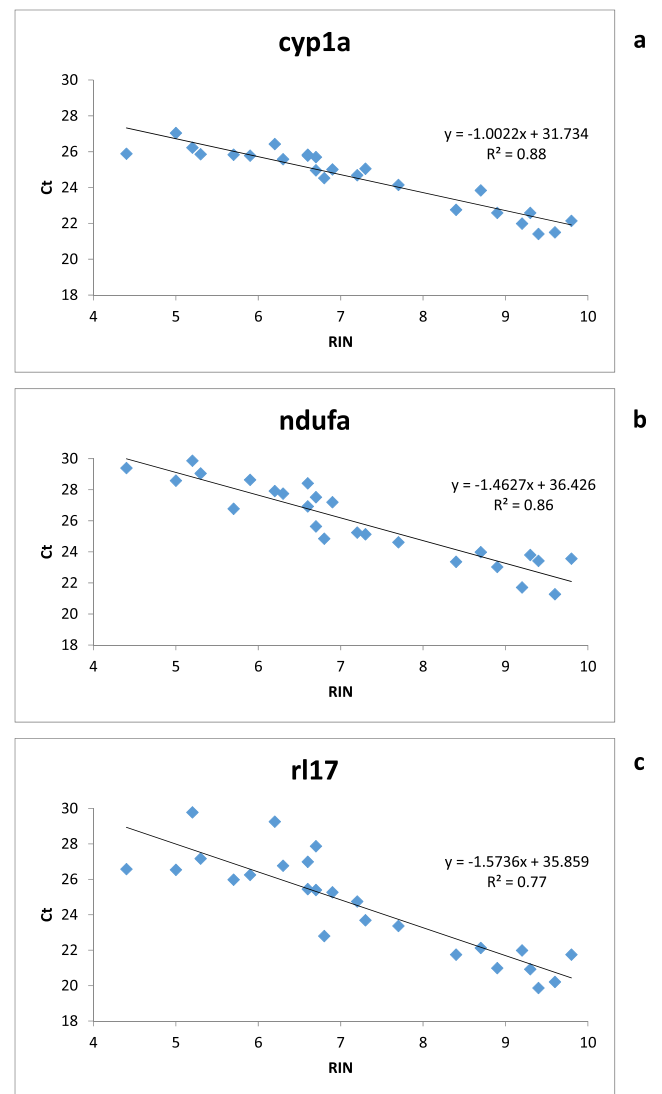 cyp1a
a
30
28
26
24
22
20
18
Ct
y = -1.0022x + 31.734
R² = 0.88
4 5 6 7 8 9 10
RIN
ndufa
b
30
28
26
24
22
20
18
Ct
y = -1.4627x + 36.426
R² = 0.86
4 5 6 7 8 9 10
RIN
rl17
c
30
28
26
24
22
20
18
Ct
y = -1.5736x + 35.859
R² = 0.77
4 5 6 7 8 9 10
RIN